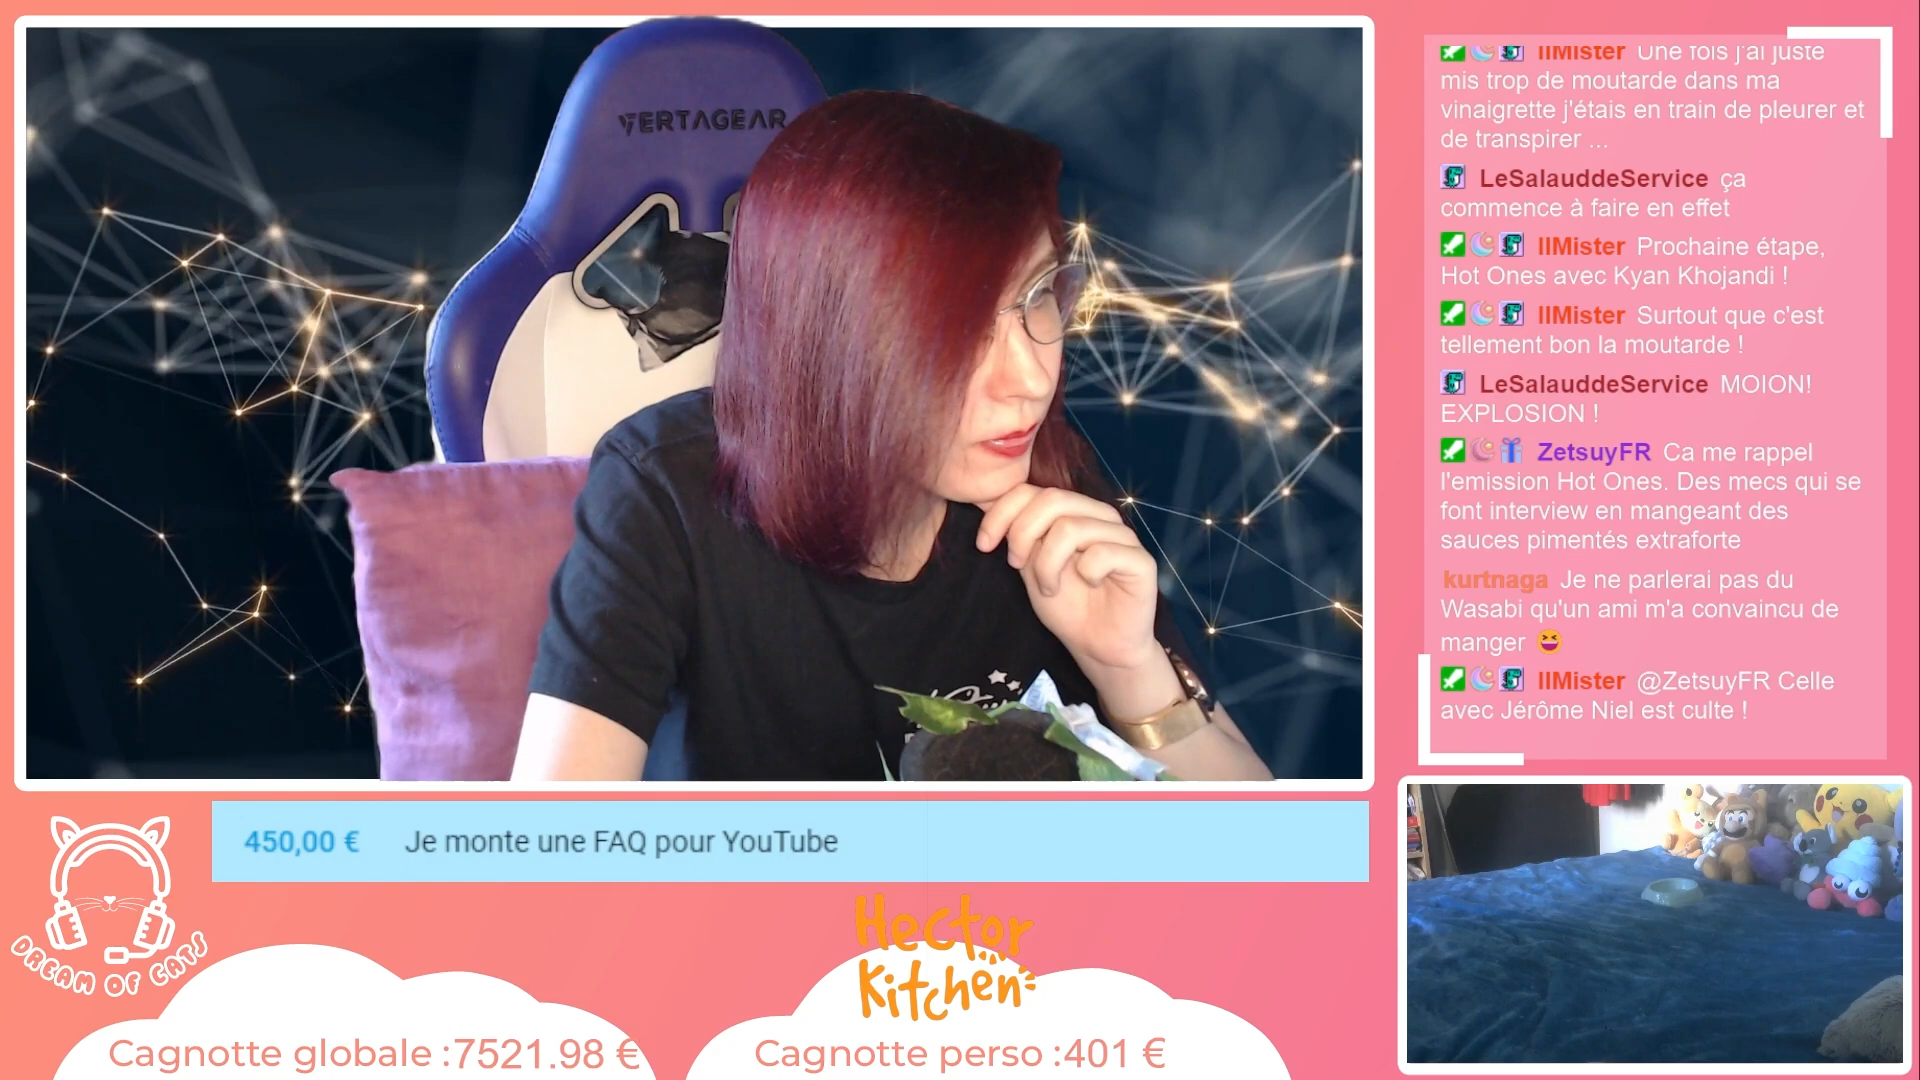 VERTAGEAR
IIMister Une fois j'ai juste
mis trop de moutarde dans ma
vinaigrette j'étais en train de pleurer et
de transpirer ...
LeSalauddeService ça
commence à faire en effet
IIMister Prochaine étape,
Hot Ones avec Kyan Khojandi !
IIMister Surtout que c'est
tellement bon la moutarde !
LeSalauddeService MOION!
EXPLOSION !
ZetsuyFR Ca me rappel
l'emission Hot Ones. Des mecs qui se
font interview en mangeant des
sauces pimentés extraforte
kurtnaga Je ne parlerai pas du
Wasabi qu'un ami m'a convaincu de
manger 😆
IIMister @ZetsuyFR Celle
avec Jérôme Niel est culte !
450,00 € Je monte une FAQ pour YouTube
DREAM OF CATS
Hector
Kitchen
Cagnotte globale :7521.98 €
Cagnotte perso :401 €